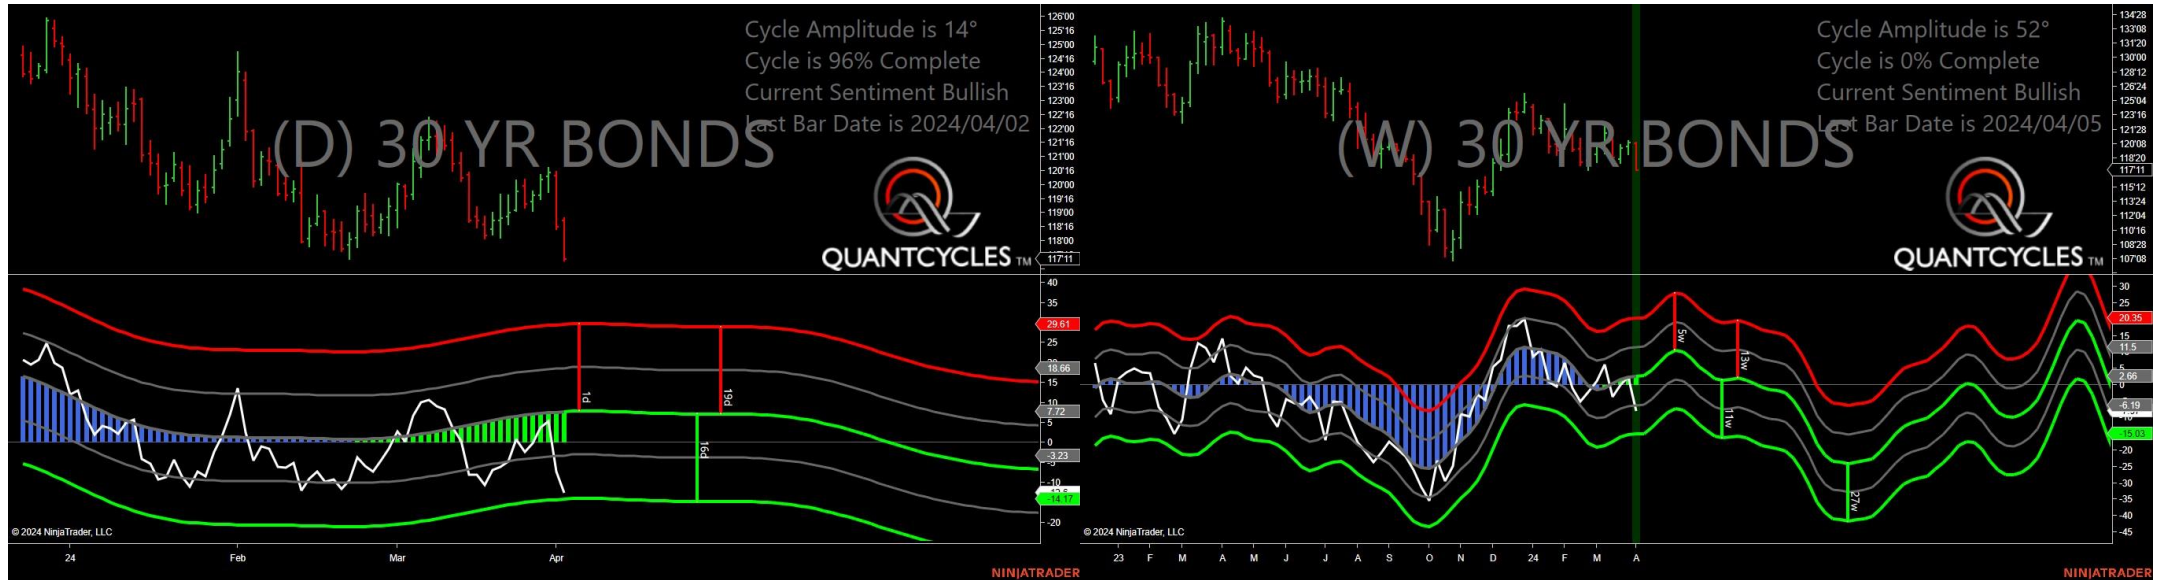 Cycle Amplitude is 14°
Cycle is 96% Complete
Current Sentiment Bullish
Last Bar Date is 2024/04/02
(D) 30 YR BONDS
QUANTCYCLES TM
126'00
125'16
125'00
124'16
124'00
123'16
123'00
122'16
122'00
121'16
121'00
120'16
120'00
119'16
119'00
118'16
118'00
117'11
40
35
29.61
25
18.66
15
10
7.72
5
0
-3.23
-10
-14.17
-20
1d
19d
16d
© 2024 NinjaTrader, LLC
24
Feb
Mar
Apr
NINJATRADER
Cycle Amplitude is 52°
Cycle is 0% Complete
Current Sentiment Bullish
Last Bar Date is 2024/04/05
(W) 30 YR BONDS
QUANTCYCLES TM
134'28
133'08
131'20
130'00
128'12
126'24
125'04
123'16
121'28
120'08
118'20
117'11
115'12
113'24
112'04
110'16
108'28
107'08
30
25
20.35
11.5
5
2.66
-6.19
-15.03
-20
-25
-30
-35
-40
-45
5w
13w
11w
27w
© 2024 NinjaTrader, LLC
23
F
M
A
M
J
J
A
S
O
N
D
24
F
M
A
NINJATRADER